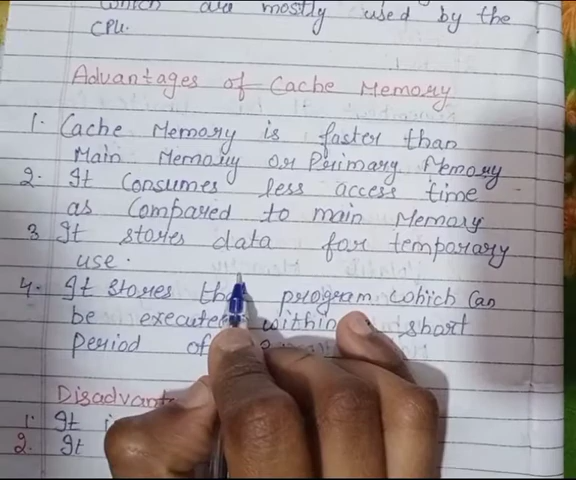 which are mostly used by the
CPU.
Advantages of Cache Memory
1. Cache Memory is faster than
Main Memory or Primary Memory
2. It Consumes less access time
as Compared to main Memory
3 It stores data for temporary
use.
4. It stores the program which Can
be execute within short
Period of
Disadvant
1. It
2. It